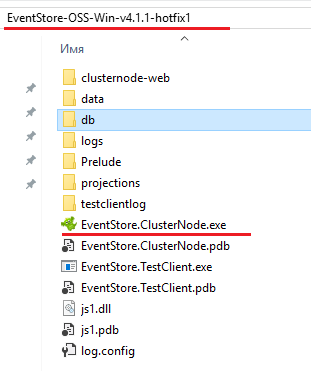 EventStore-OSS-Win-v4.1.1-hotfix1
Имя
clusternode-web
data
db
logs
Prelude
projections
testclientlog
EventStore.ClusterNode.exe
EventStore.ClusterNode.pdb
EventStore.TestClient.exe
EventStore.TestClient.pdb
js1.dll
js1.pdb
log.config